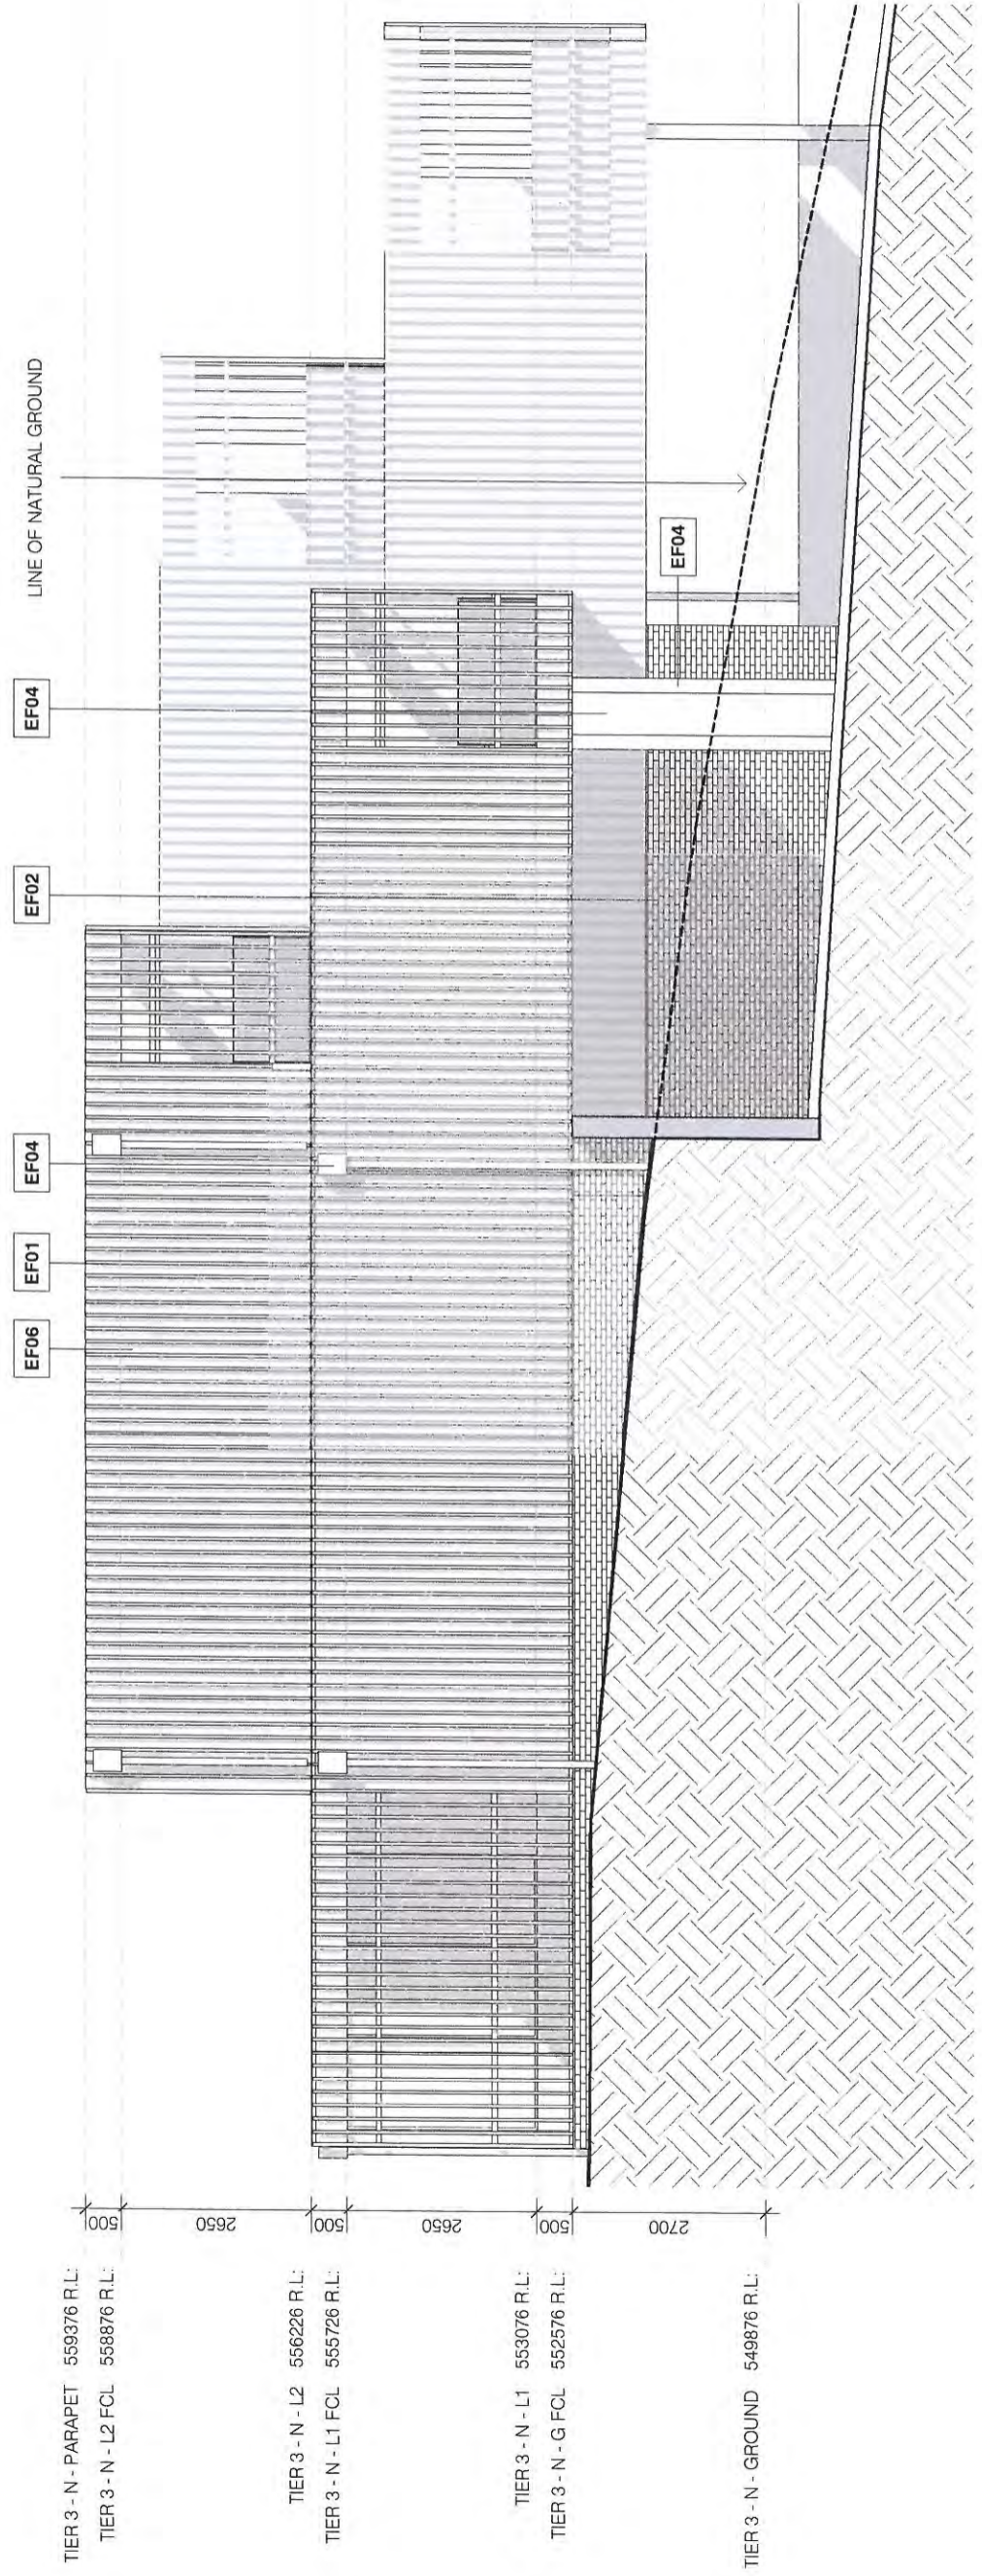 LINE OF NATURAL GROUND
EF06
EF01
EF04
EF02
EF04
EF04
TIER 3 - N - PARAPET 559376 R.L:
500
TIER 3 - N - L2 FCL 558876 R.L:
2650
TIER 3 - N - L2 556226 R.L:
500
TIER 3 - N - L1 FCL 555726 R.L:
2650
TIER 3 - N - L1 553076 R.L:
500
TIER 3 - N - G FCL 552576 R.L:
2700
TIER 3 - N - GROUND 549876 R.L: